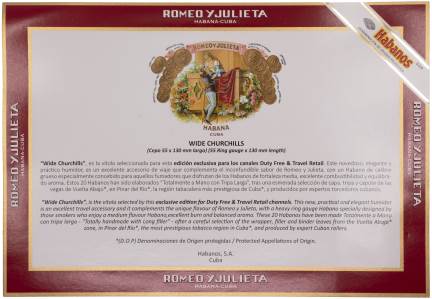 ROMEO Y JULIETA
HABANA-CUBA
Habanos
ROMEO Y JULIETA
HABANA-CUBA
ROMEO Y JULIETA
HABANA-CUBA
ROMEO Y JULIETA
HABANA
CUBA
WIDE CHURCHILLS
(Cepo 55 x 130 mm largo) (55 Ring gauge x 130 mm length)
"Wide Churchills", es la vitola seleccionada para esta edición exclusiva para los canales Duty Free & Travel Retail. Este novedoso, elegante y
práctico humidor, es un excelente accesorio de viaje que complementa el inconfundible sabor de Romeo y Julieta, con un Habano de calibre
grueso especialmente concebido para aquellos fumadores que disfrutan de los Habanos de fortaleza media, excelente combustibilidad y equilibra-
do aroma. Estos 20 Habanos han sido elaborados "Totalmente a Mano con Tripa Larga", tras una esmerada selección de capa, tripa y capote de las
vegas de Vuelta Abajo*, en Pinar del Río*, la región tabacalera más prestigiosa de Cuba*, y producidos por expertos torcedores cubanos.
"Wide Churchills", is the vitola selected by this exclusive edition for Duty Free & Travel Retail channels. This new, practical and elegant humidor
is an excellent travel accessory and it complements the unique flavour of Romeo y Julieta, with a heavy ring gauge Habano specially designed by
those smokers who enjoy a medium flavour Habano, excellent burn and balanced aroma. These 20 Habanos have been made Totalmente a Mano
con tripa larga - "Totally handmade with Long filler" - after a careful selection of the wrapper, filler and binder leaves from the Vuelta Abajo*
zone, in Pinar del Río*, the most prestigious tobacco region in Cuba*, and produced by expert Cuban rollers.
*(D.O.P) Denominaciones de Origen protegidas / Protected Appellations of Origin.
Habanos, S.A.
Cuba
ROMEO Y JULIETA
HABANA-CUBA